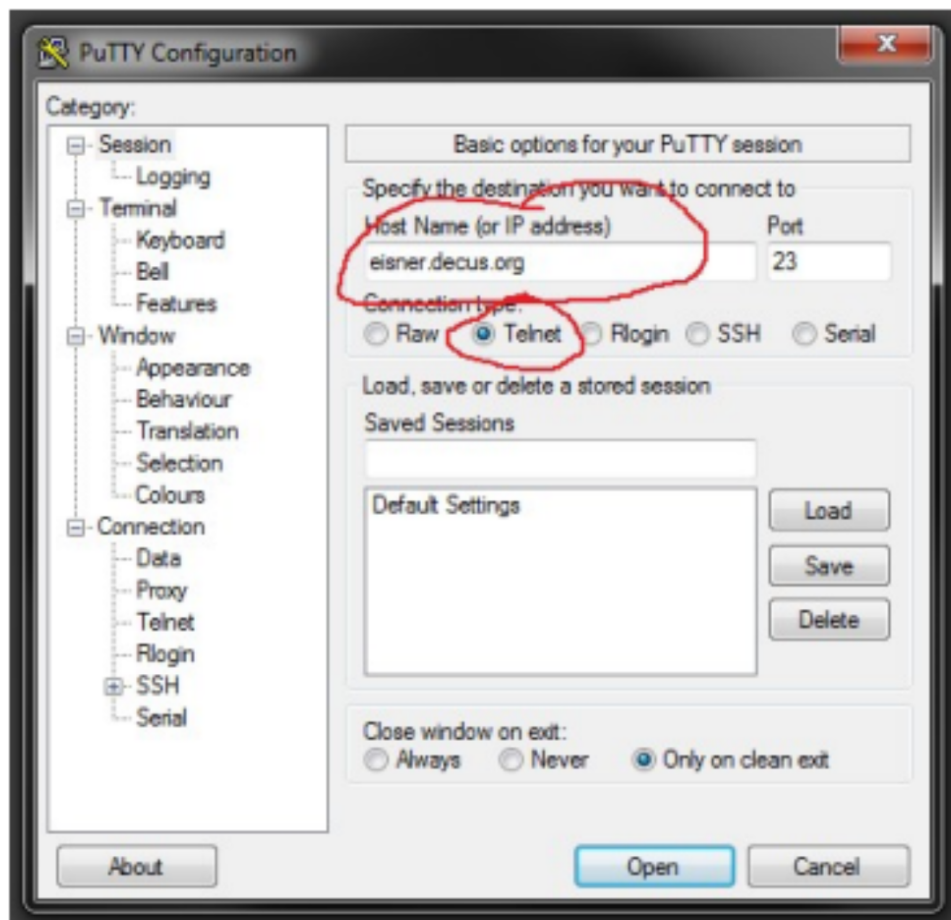 PuTTY Configuration
Category:
Session
Logging
Terminal
Keyboard
Bell
Features
Window
Appearance
Behaviour
Translation
Selection
Colours
Connection
Data
Proxy
Telnet
Rlogin
SSH
Serial
Basic options for your PuTTY session
Specify the destination you want to connect to
Host Name (or IP address) Port
eisner.decus.org 23
Connection type:
Raw Telnet Rlogin SSH Serial
Load, save or delete a stored session
Saved Sessions
Default Settings
Load
Save
Delete
Close window on exit:
Always Never Only on clean exit
About Open Cancel